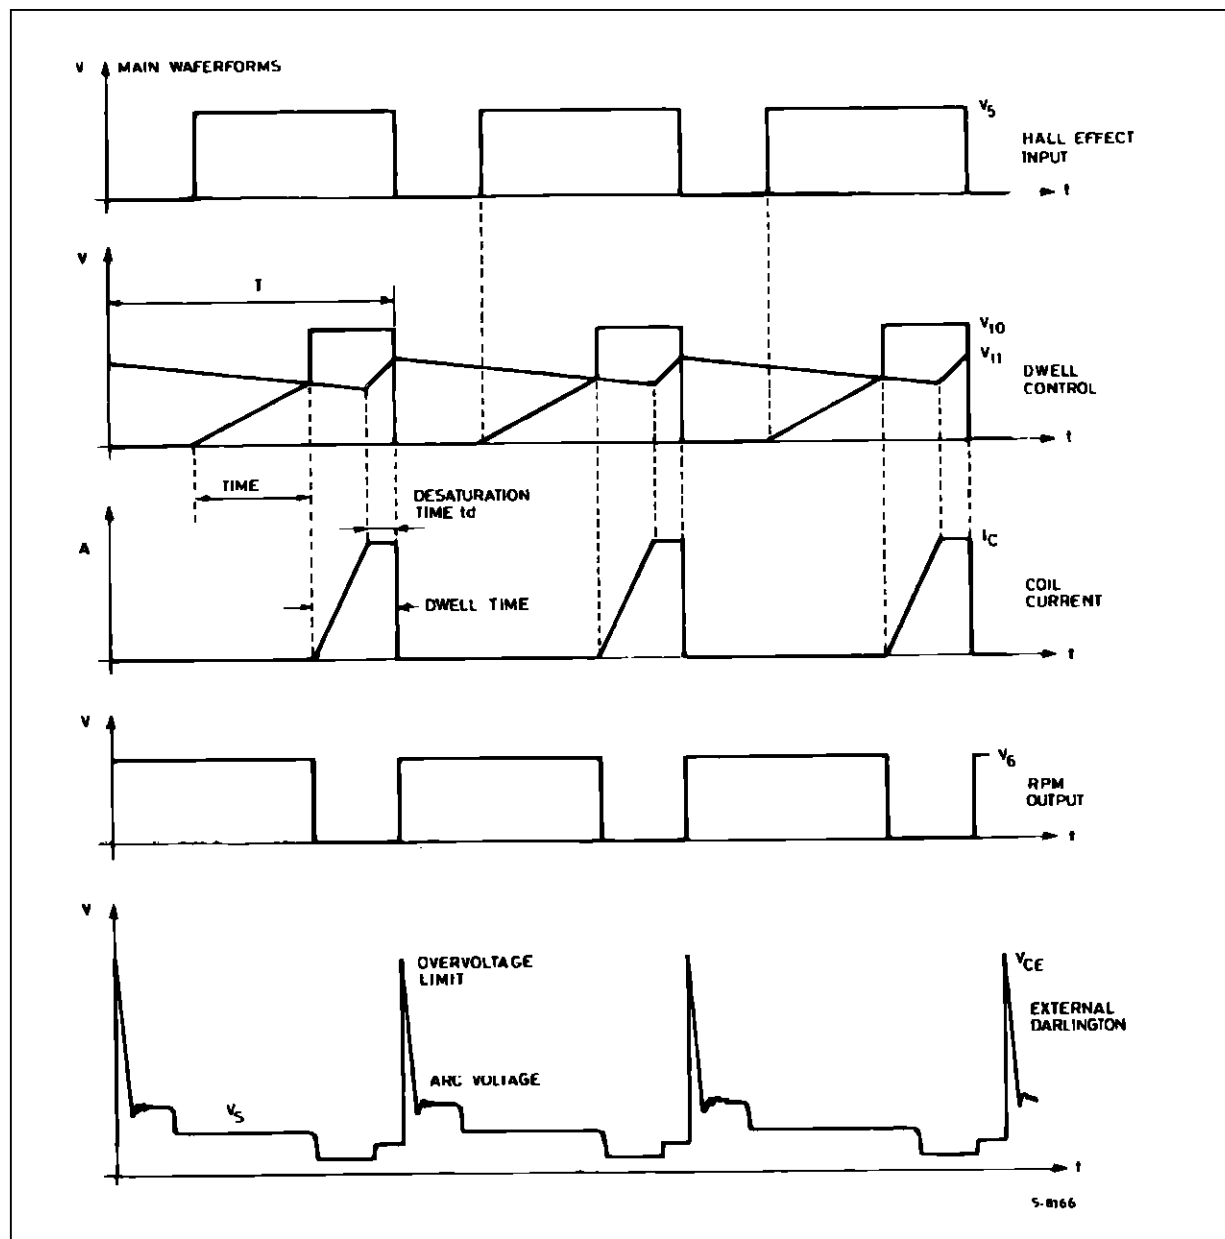 V MAIN WAFERFORMS
V5
HALL EFFECT
INPUT
t
V
T
V10
V11
DWELL
CONTROL
t
TIME
DESATURATION
TIME td
A
IC
COIL
CURRENT
DWELL TIME
t
V
V6
RPM
OUTPUT
t
V
OVERVOLTAGE
LIMIT
VCE
EXTERNAL
DARLINGTON
ARC VOLTAGE
VS
t
S-8166